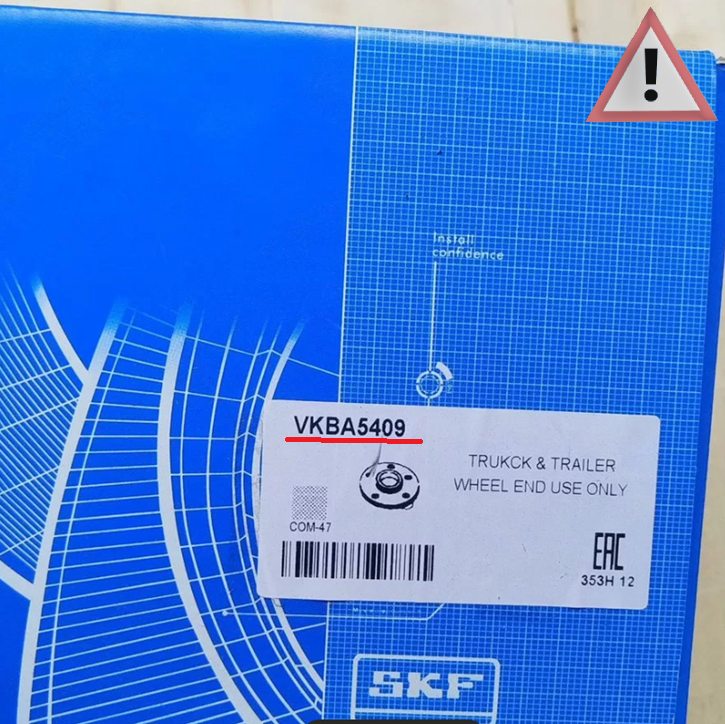 !
Install
confidence
VKBA5409
TRUKCK & TRAILER
WHEEL END USE ONLY
COM-47
EAC
353H 12
SKF